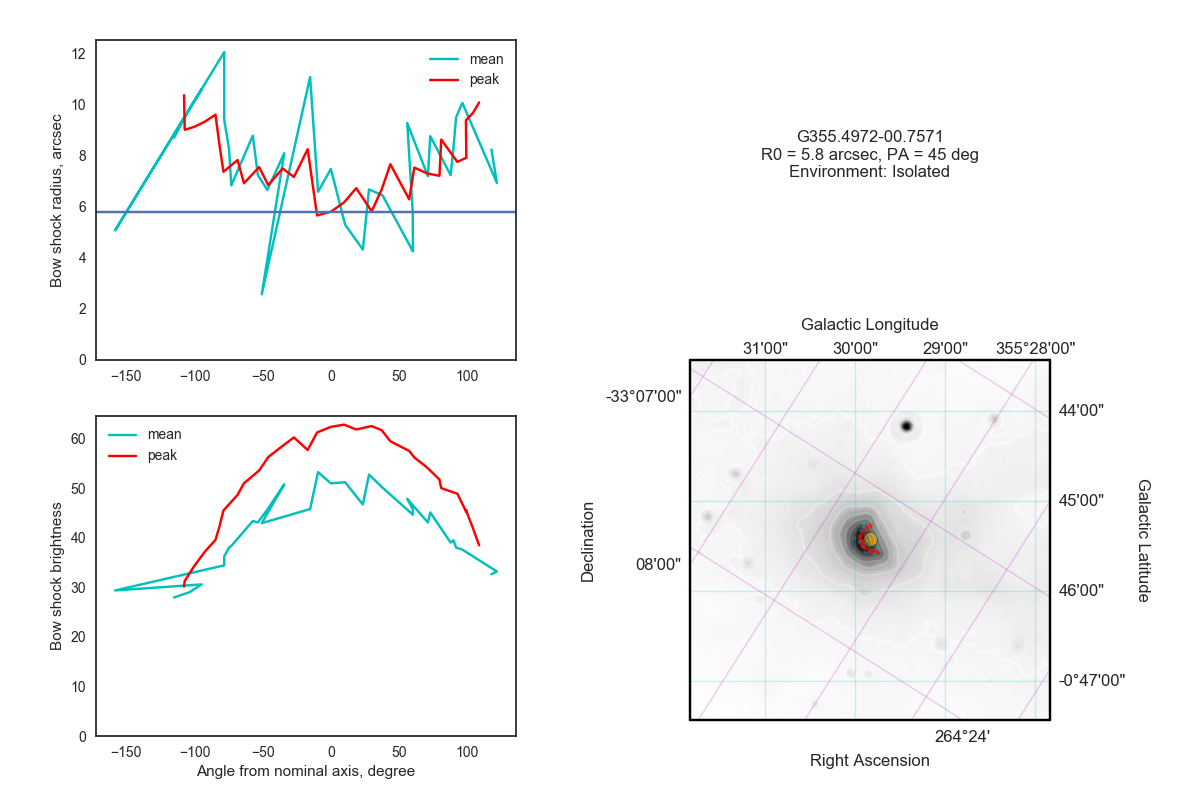 12
10
8
6
4
2
0
Bow shock radius, arcsec
mean
peak
−150
−100
−50
0
50
100
60
50
40
30
20
10
0
Bow shock brightness
mean
peak
−150
−100
−50
0
50
100
Angle from nominal axis, degree
G355.4972-00.7571
R0 = 5.8 arcsec, PA = 45 deg
Environment: Isolated
Galactic Longitude
31'00" 30'00" 29'00" 355°28'00"
-33°07'00"
08'00"
Declination
44'00"
45'00"
46'00"
-0°47'00"
Galactic Latitude
264°24'
Right Ascension